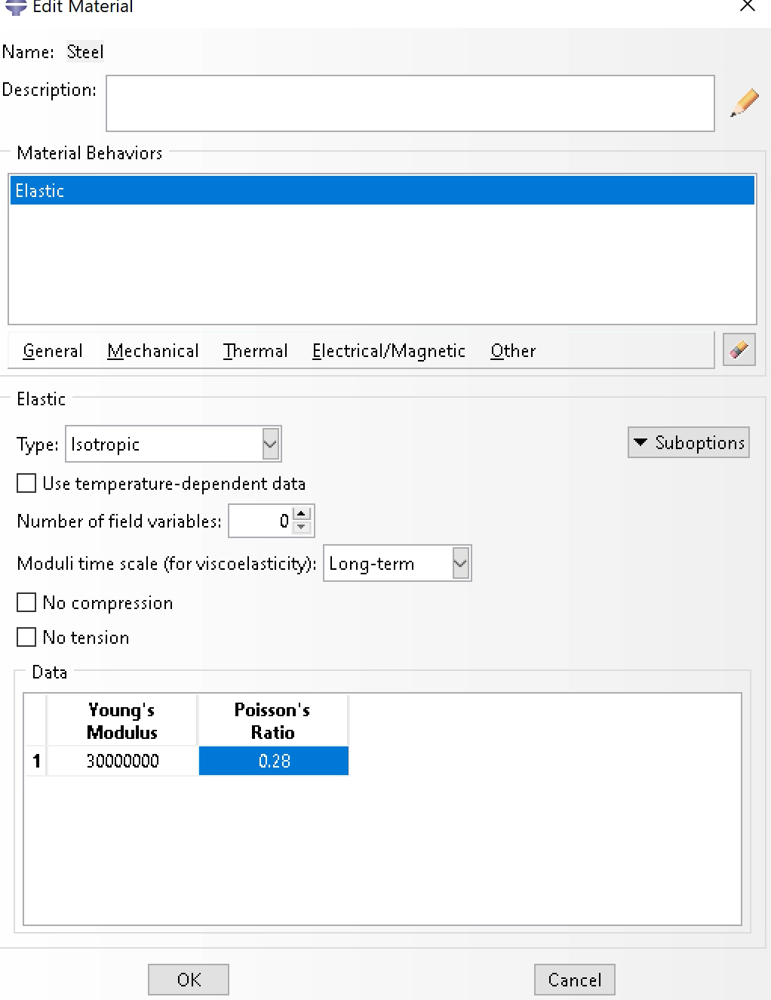 Edit Material
Name: Steel
Description:
Material Behaviors
Elastic
General Mechanical Thermal Electrical/Magnetic Other
Elastic
Type: Isotropic
Suboptions
Use temperature-dependent data
Number of field variables: 0
Moduli time scale (for viscoelasticity): Long-term
No compression
No tension
Data
Young's Poisson's
Modulus Ratio
1 30000000 0.28
OK Cancel